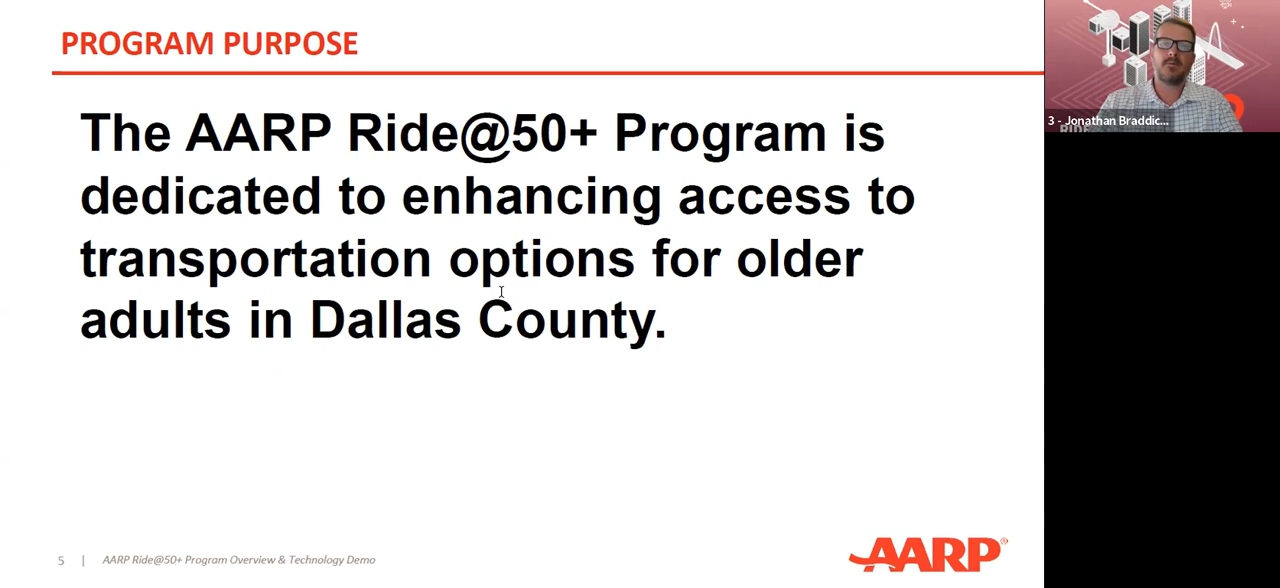 PROGRAM PURPOSE
The AARP Ride@50+ Program is
dedicated to enhancing access to
transportation options for older
adults in Dallas County.
5 | AARP Ride@50+ Program Overview & Technology Demo
AARP®
3 - Jonathan Braddic...
RIDE